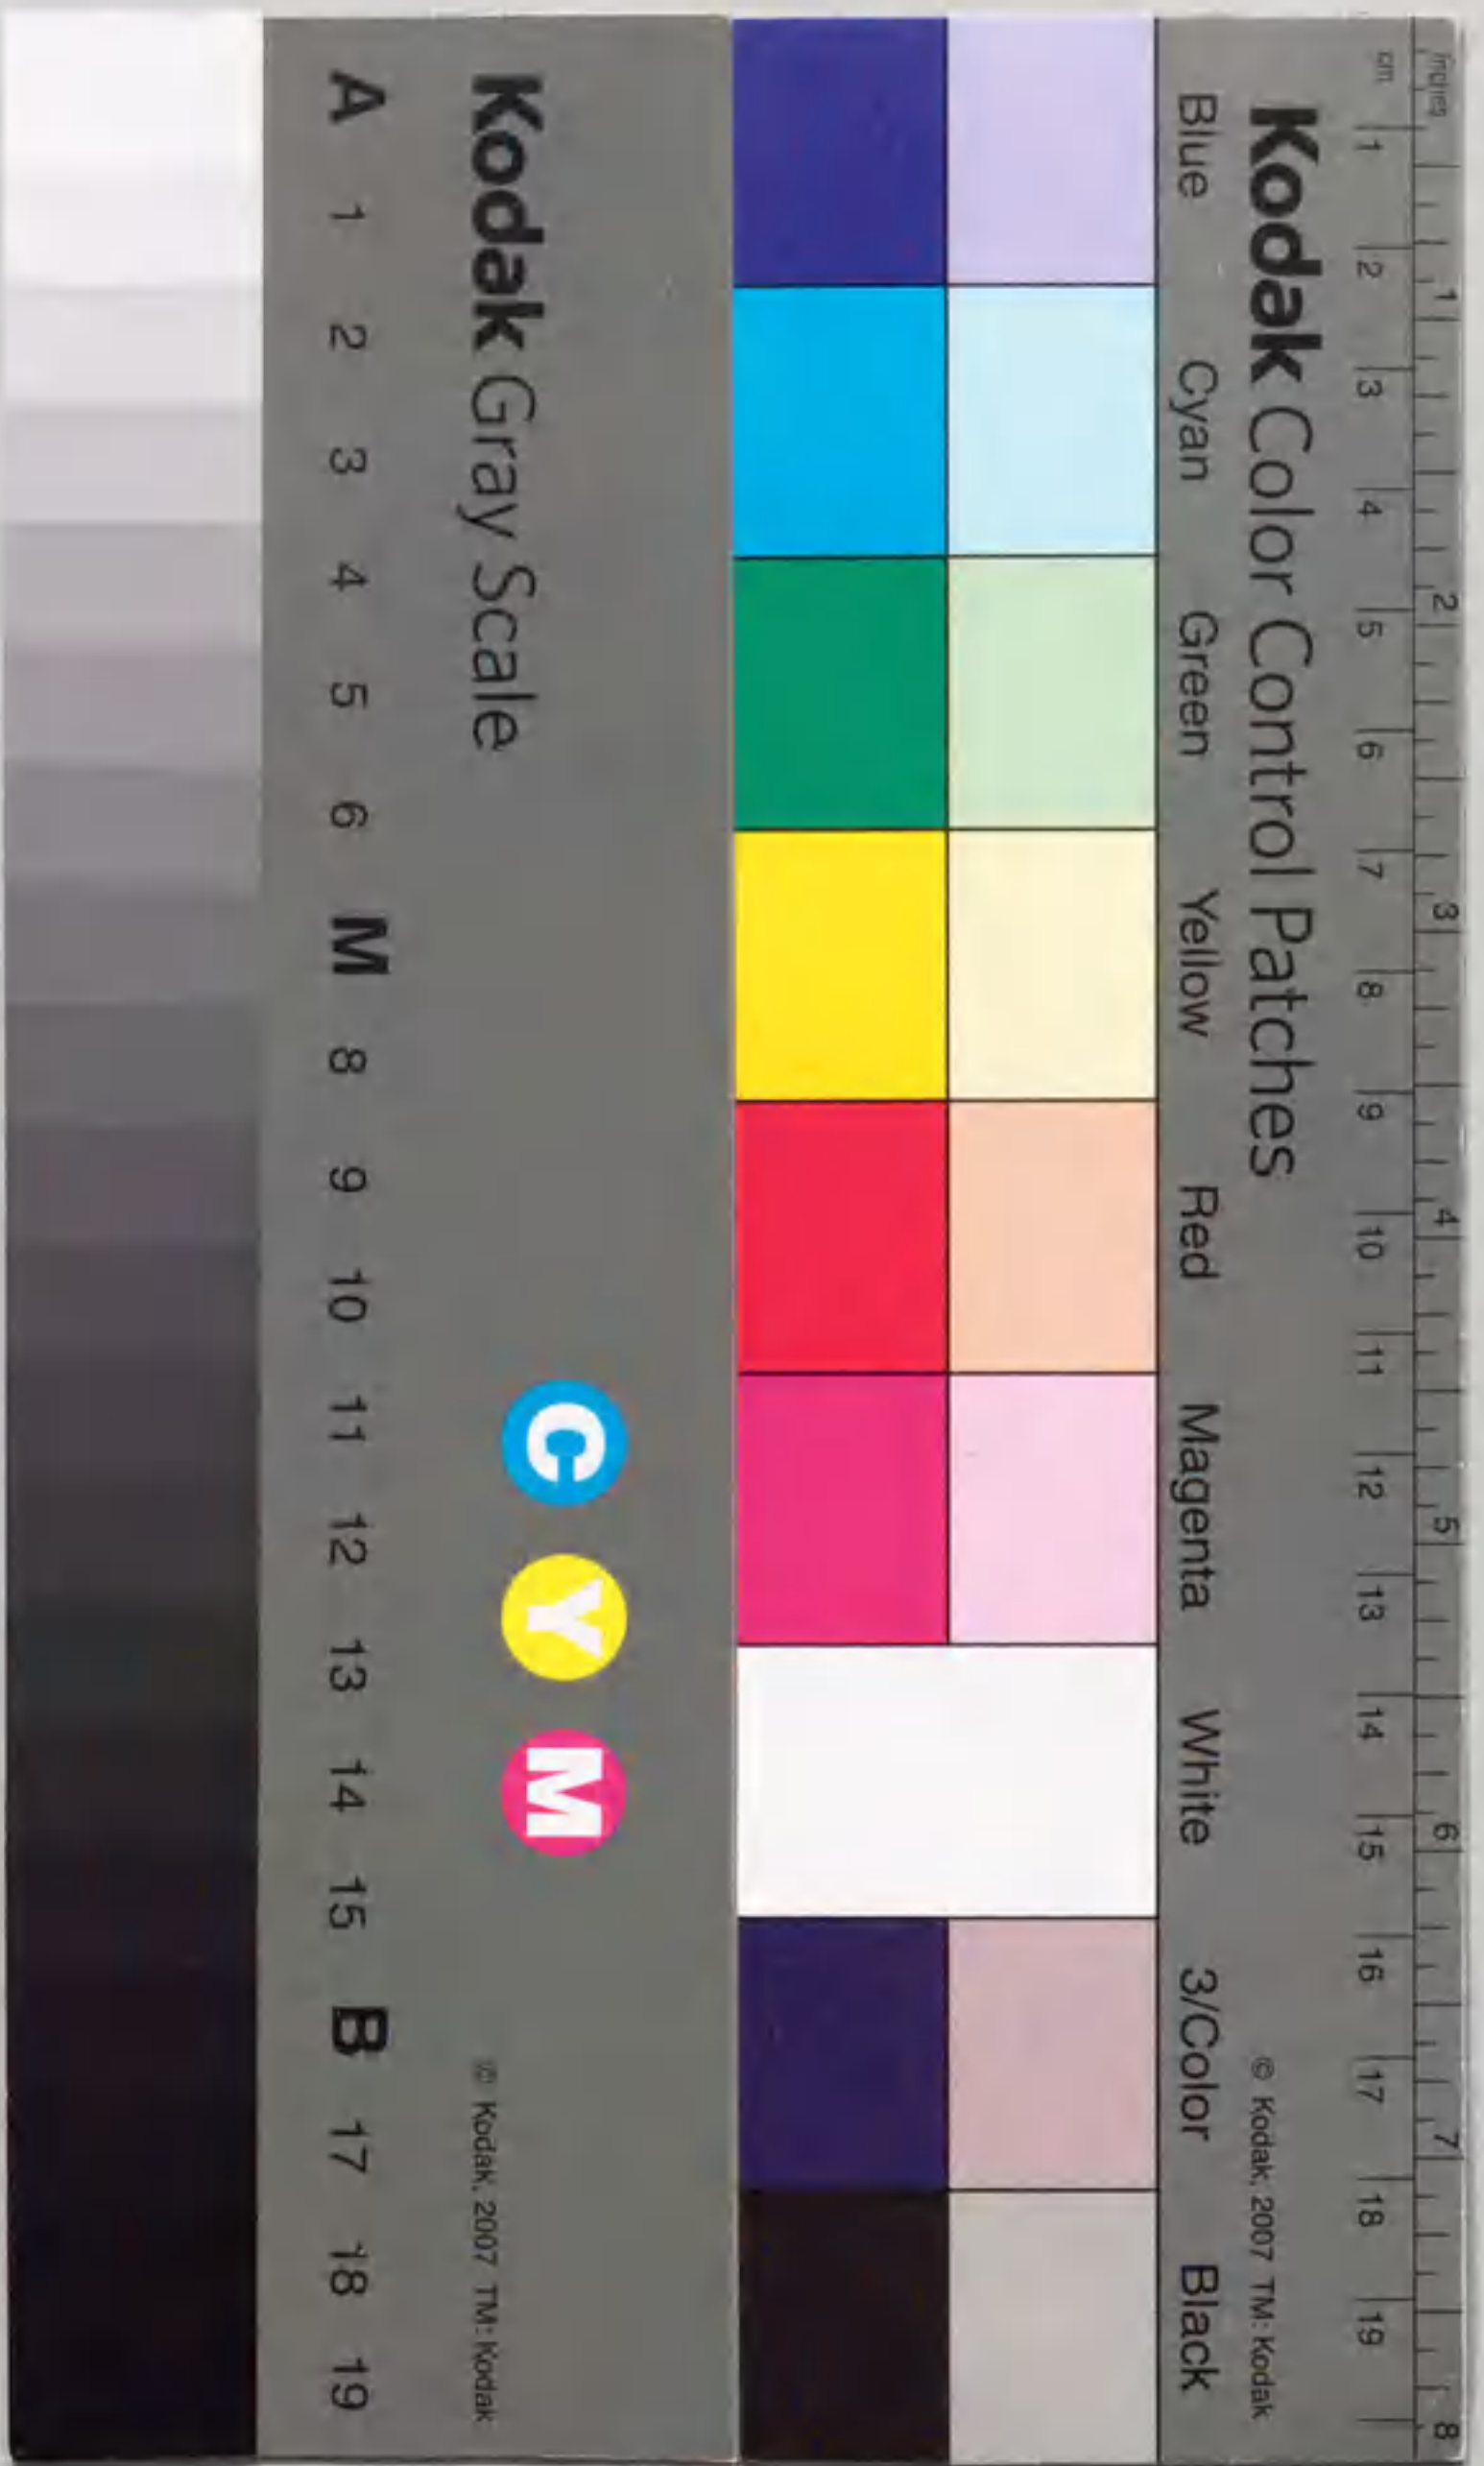 inches 1 2 3 4 5 6 7 8
cm 1 2 3 4 5 6 7 8 9 10 11 12 13 14 15 16 17 18 19
Kodak Color Control Patches
© Kodak, 2007 TM: Kodak
Blue Cyan Green Yellow Red Magenta White 3/Color Black
Kodak Gray Scale
C Y M
© Kodak, 2007 TM: Kodak
A 1 2 3 4 5 6 M 8 9 10 11 12 13 14 15 B 17 18 19